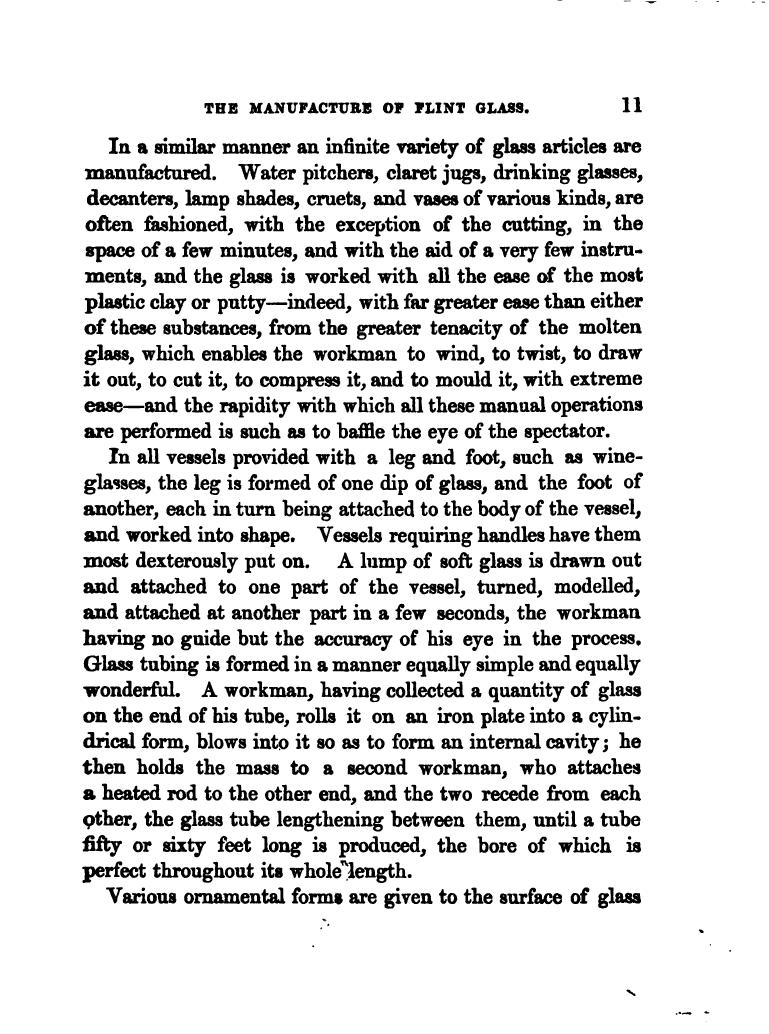 THE MANUFACTURE OF FLINT GLASS. 11
In a similar manner an infinite variety of glass articles are
manufactured. Water pitchers, claret jugs, drinking glasses,
decanters, lamp shades, cruets, and vases of various kinds, are
often fashioned, with the exception of the cutting, in the
space of a few minutes, and with the aid of a very few instru-
ments, and the glass is worked with all the ease of the most
plastic clay or putty—indeed, with far greater ease than either
of these substances, from the greater tenacity of the molten
glass, which enables the workman to wind, to twist, to draw
it out, to cut it, to compress it, and to mould it, with extreme
ease—and the rapidity with which all these manual operations
are performed is such as to baffle the eye of the spectator.
In all vessels provided with a leg and foot, such as wine-
glasses, the leg is formed of one dip of glass, and the foot of
another, each in turn being attached to the body of the vessel,
and worked into shape. Vessels requiring handles have them
most dexterously put on. A lump of soft glass is drawn out
and attached to one part of the vessel, turned, modelled,
and attached at another part in a few seconds, the workman
having no guide but the accuracy of his eye in the process.
Glass tubing is formed in a manner equally simple and equally
wonderful. A workman, having collected a quantity of glass
on the end of his tube, rolls it on an iron plate into a cylin-
drical form, blows into it so as to form an internal cavity; he
then holds the mass to a second workman, who attaches
a heated rod to the other end, and the two recede from each
other, the glass tube lengthening between them, until a tube
fifty or sixty feet long is produced, the bore of which is
perfect throughout its whole length.
Various ornamental forms are given to the surface of glass